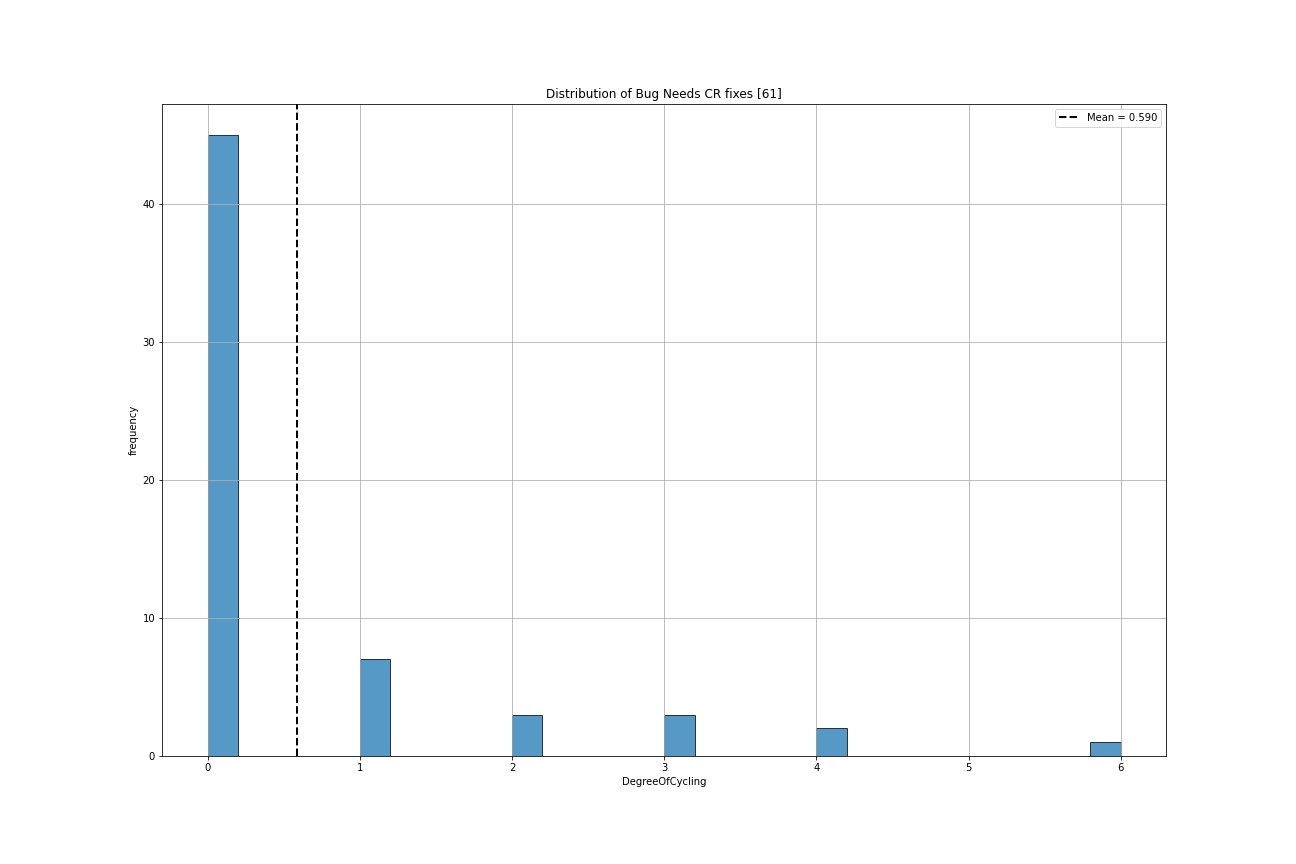 Distribution of Bug Needs CR fixes [61]
Mean = 0.590
frequency
40
30
20
10
0
0 1 2 3 4 5 6
DegreeOfCycling